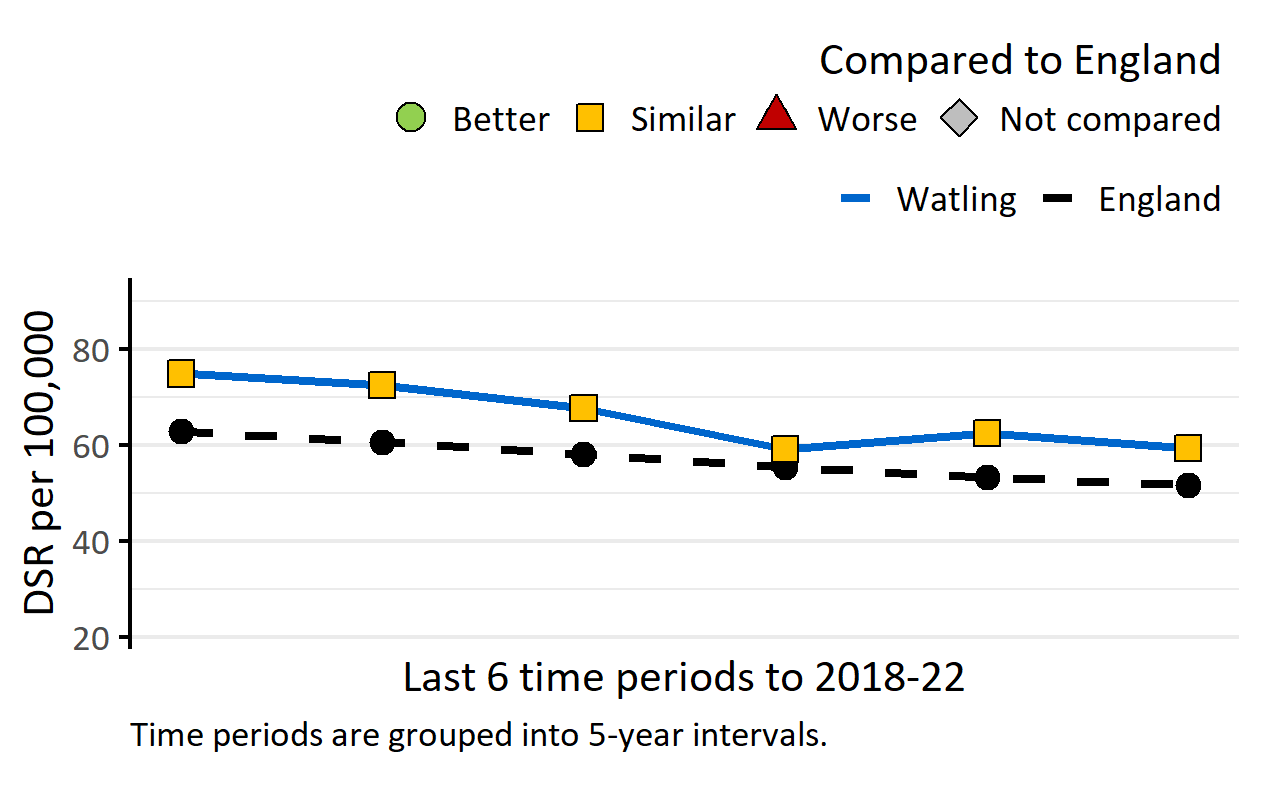 Compared to England
Better Similar Worse Not compared
Watling England
DSR per 100,000
80
60
40
20
Last 6 time periods to 2018-22
Time periods are grouped into 5-year intervals.